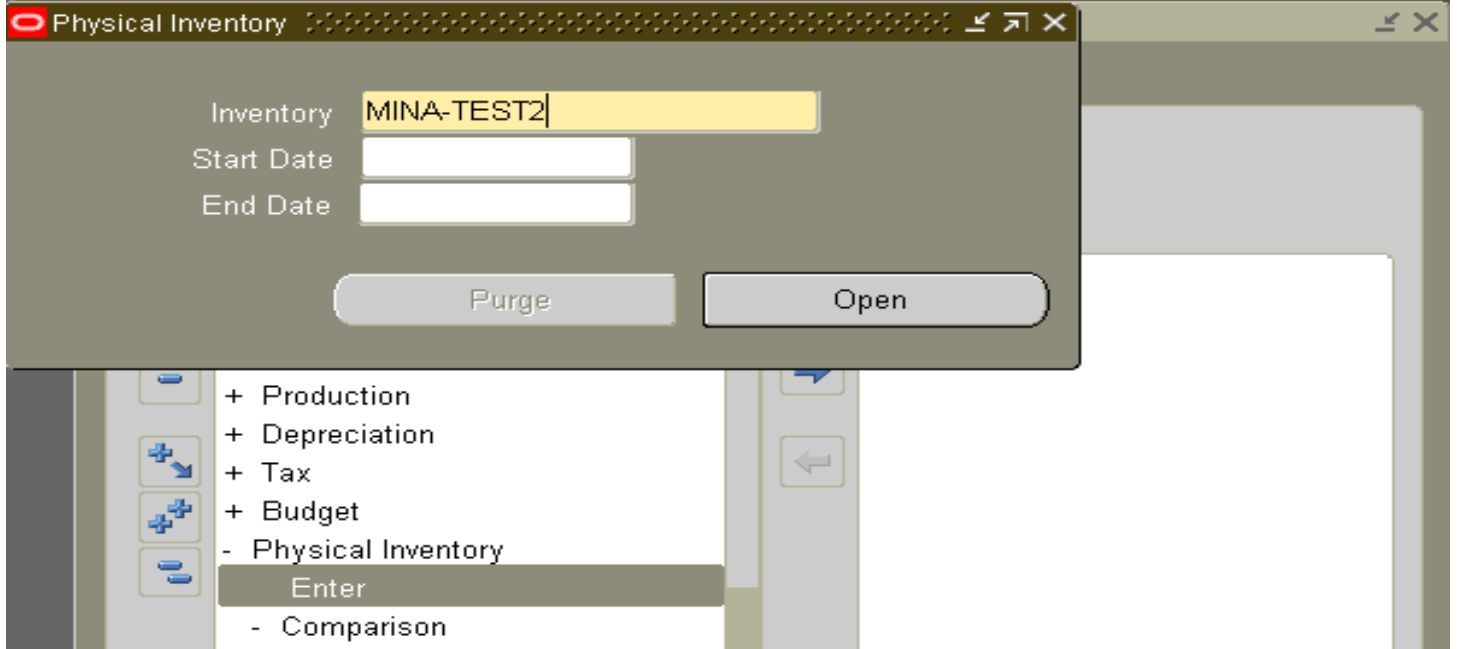 Physical Inventory
Inventory MINA-TEST2
Start Date
End Date
Purge Open
+ Production
+ Depreciation
+ Tax
+ Budget
- Physical Inventory
Enter
- Comparison